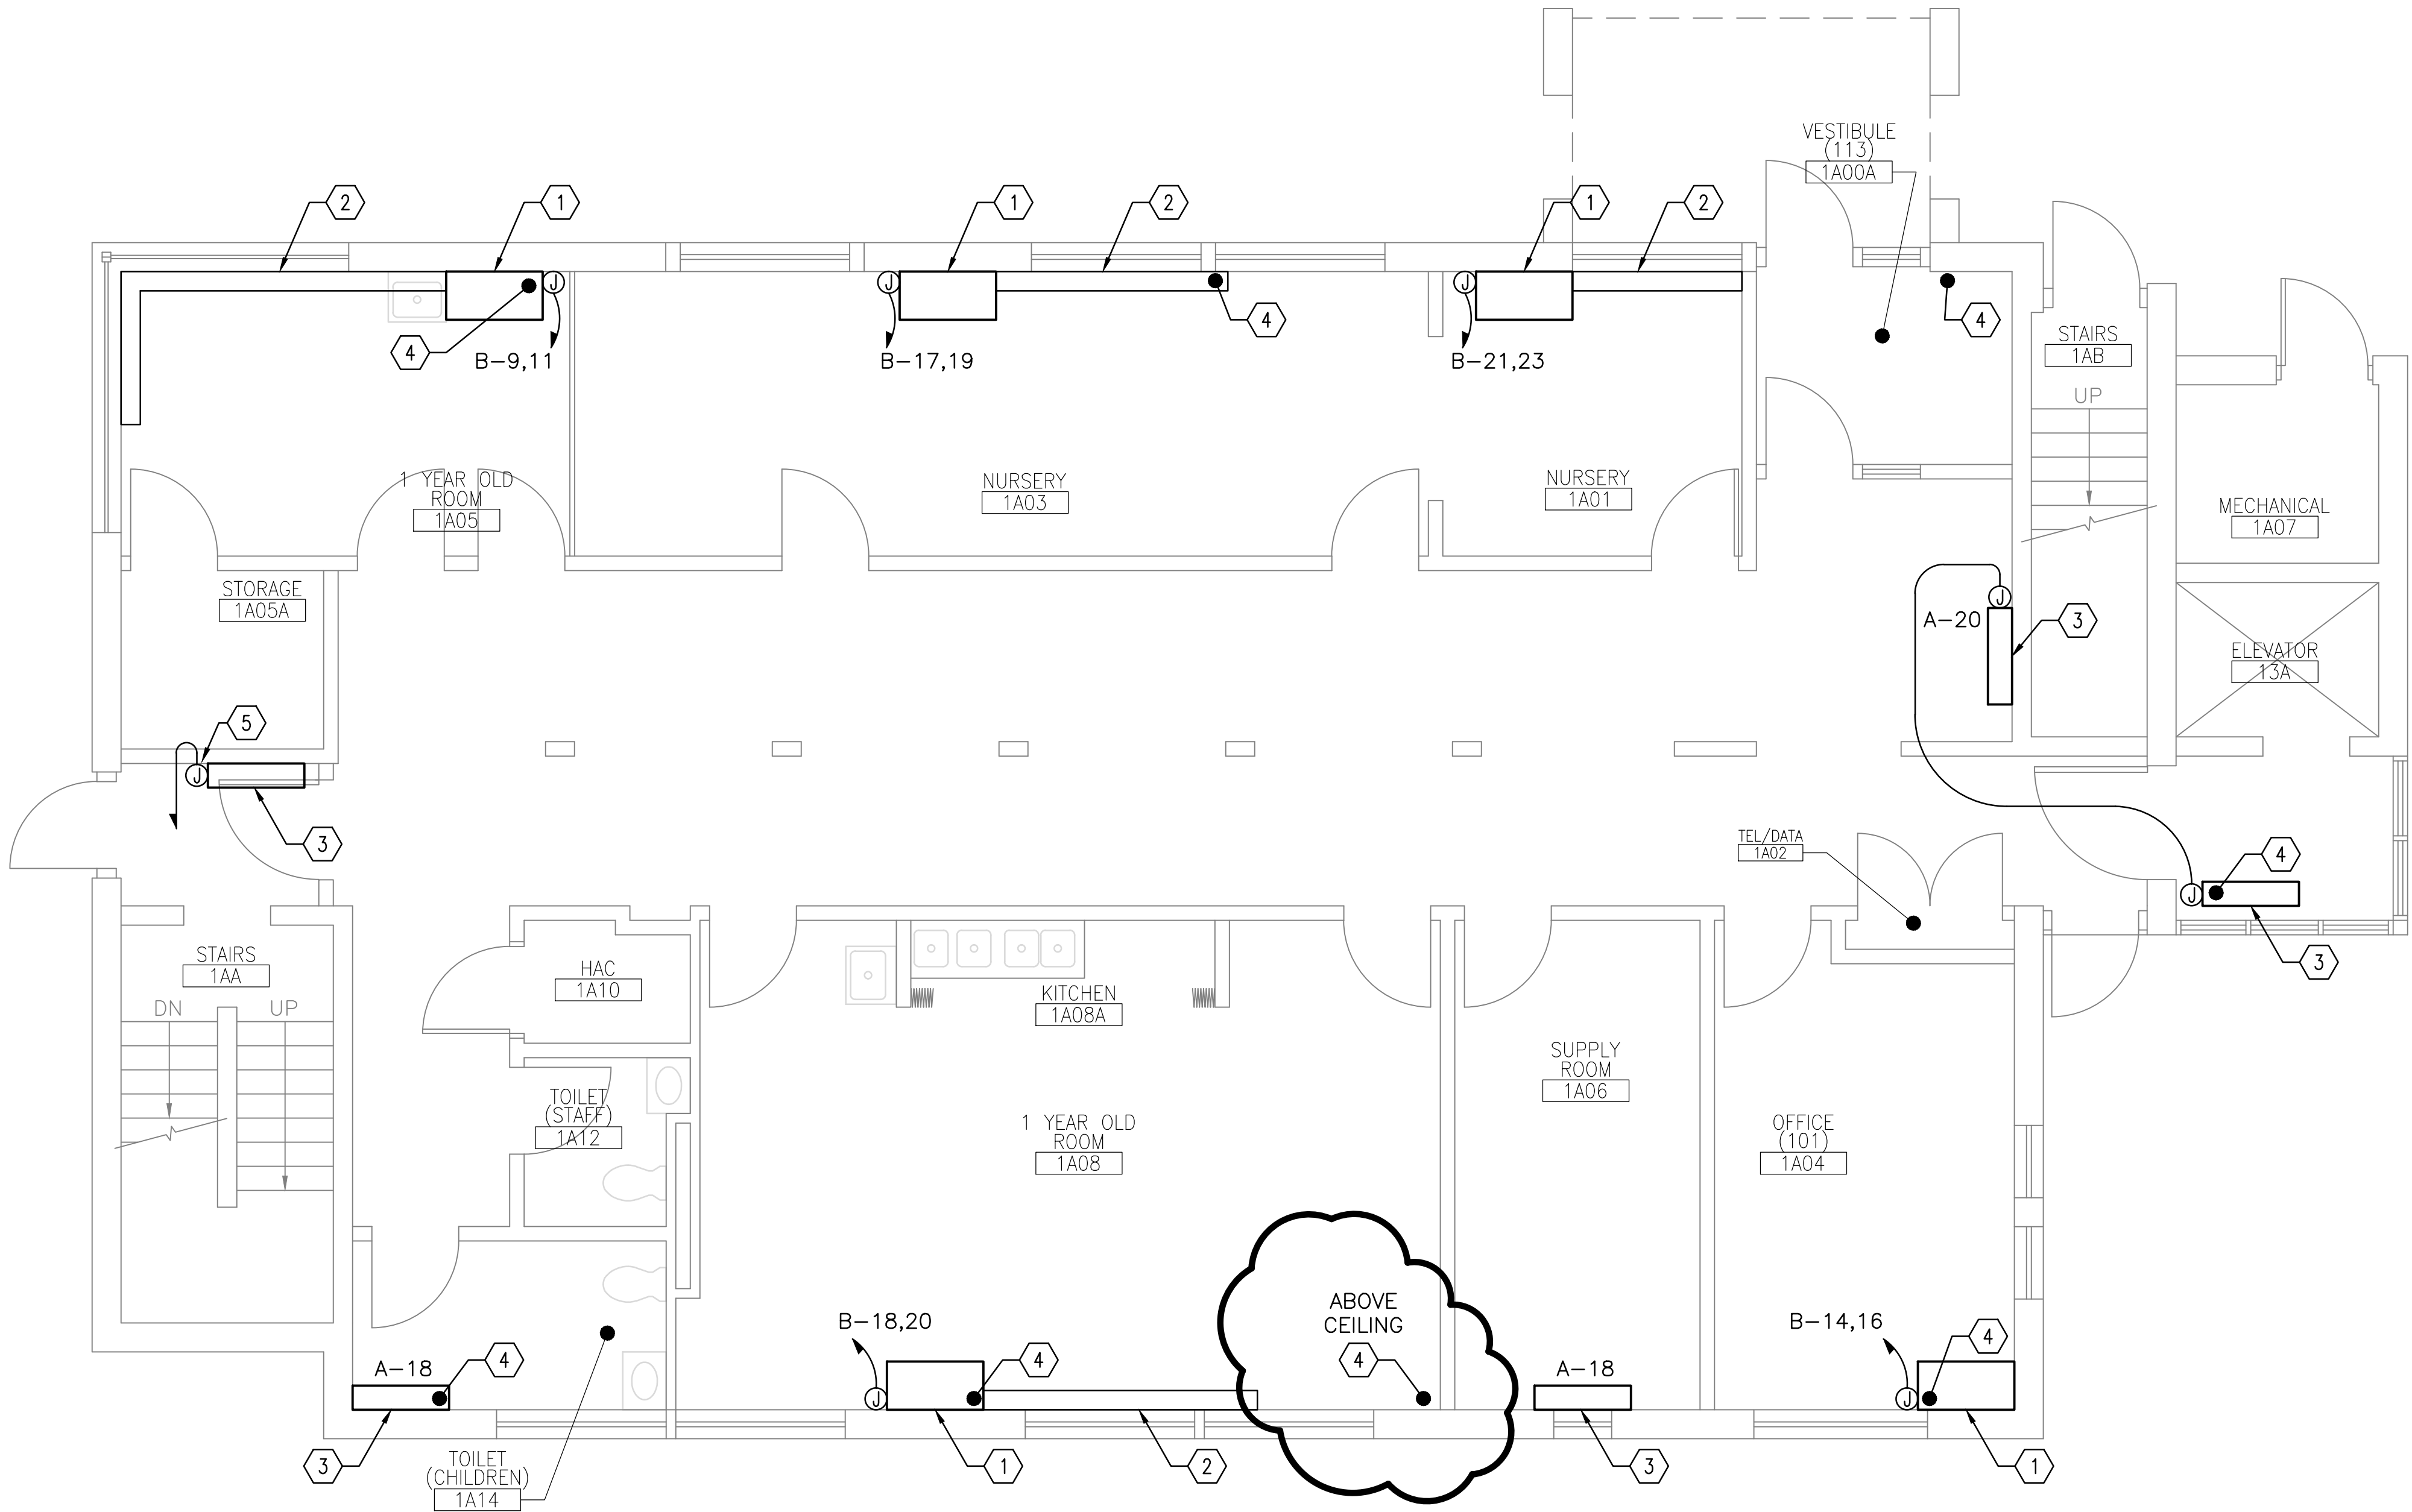 VESTIBULE
(113)
1A00A
2
1
1
2
1
2
J
J
J
4
4
4
B-9,11
B-17,19
B-21,23
STAIRS
1AB
UP
1 YEAR OLD
ROOM
1A05
NURSERY
1A03
NURSERY
1A01
MECHANICAL
1A07
STORAGE
1A05A
J
A-20
3
ELEVATOR
13A
5
J
3
TEL/DATA
1A02
4
J
3
STAIRS
1AA
DN
UP
HAC
1A10
KITCHEN
1A08A
SUPPLY
ROOM
1A06
TOILET
(STAFF)
1A12
1 YEAR OLD
ROOM
1A08
OFFICE
(101)
1A04
ABOVE
CEILING
4
B-18,20
4
J
B-14,16
4
J
A-18
4
A-18
3
1
2
3
1
TOILET
(CHILDREN)
1A14